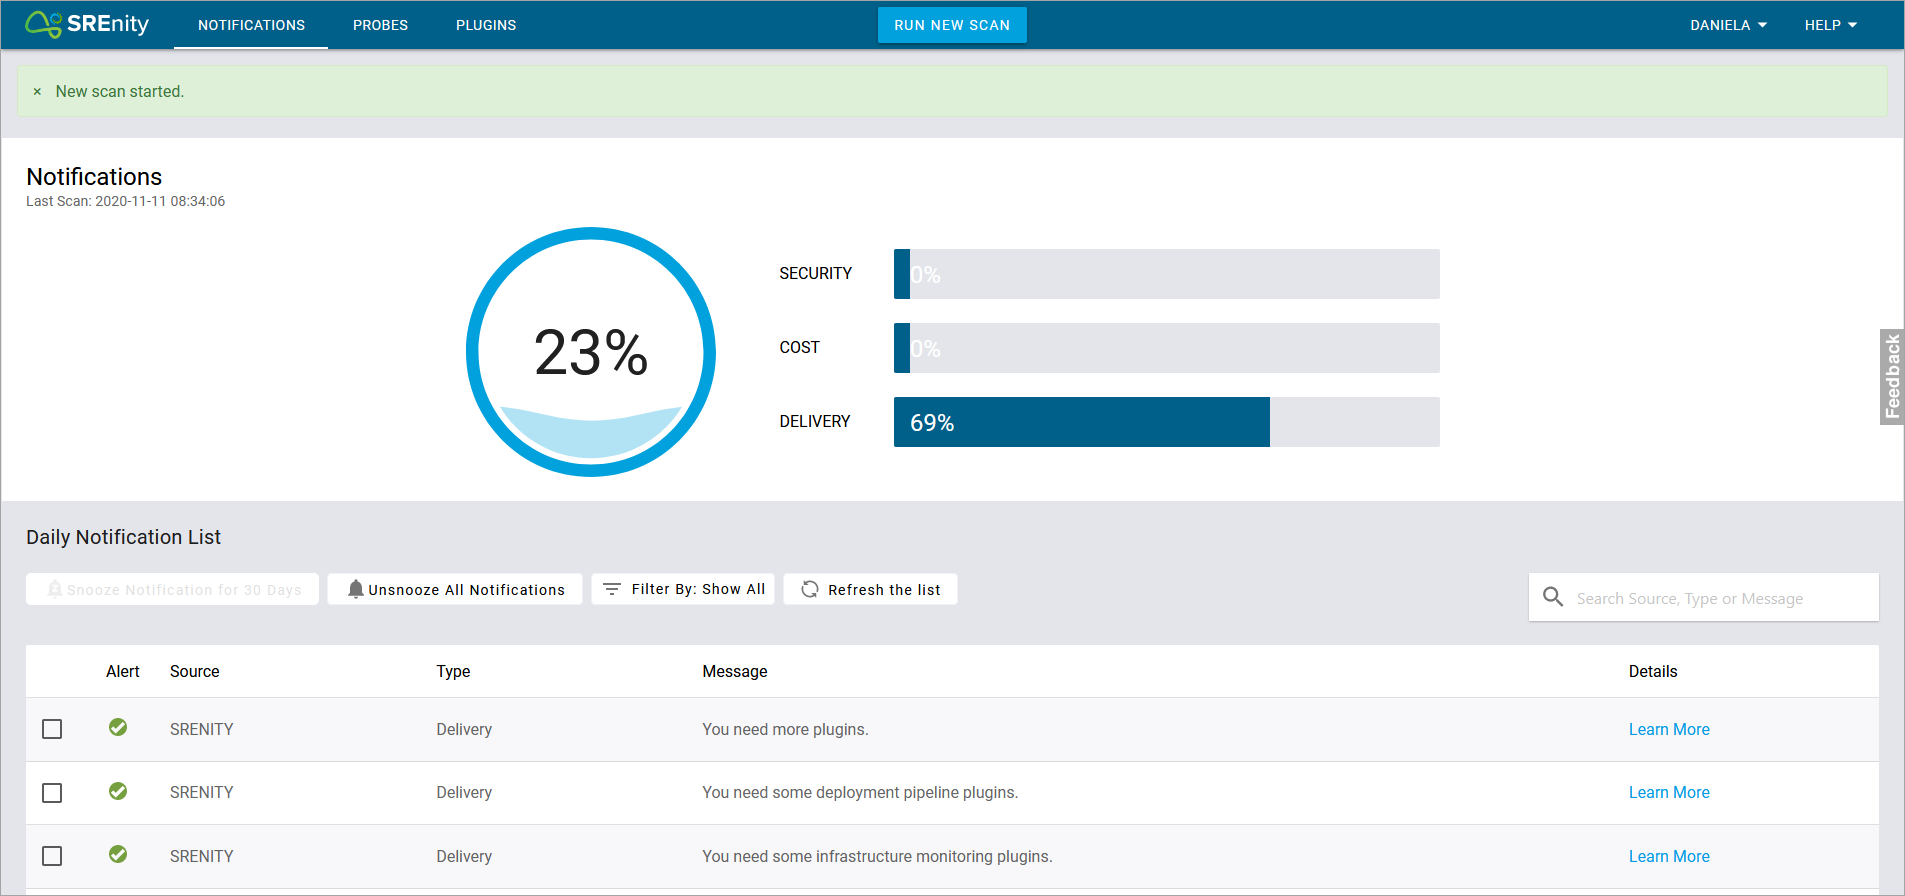 SREnity NOTIFICATIONS PROBES PLUGINS RUN NEW SCAN DANIELA HELP
× New scan started.
Notifications
Last Scan: 2020-11-11 08:34:06
23%
SECURITY 0%
COST 0%
DELIVERY 69%
Feedback
Daily Notification List
Snooze Notification for 30 Days Unsnooze All Notifications Filter By: Show All Refresh the list Search Source, Type or Message
Alert Source Type Message Details
SRENITY Delivery You need more plugins. Learn More
SRENITY Delivery You need some deployment pipeline plugins. Learn More
SRENITY Delivery You need some infrastructure monitoring plugins. Learn More